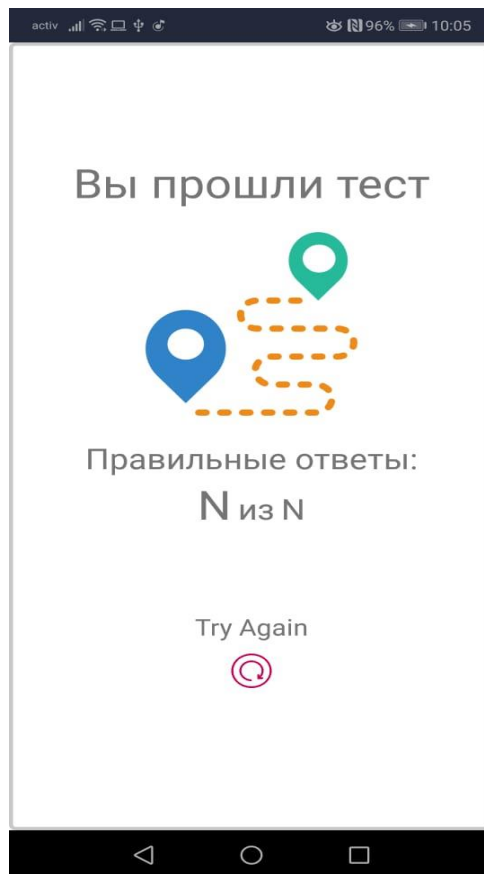 activ 96% 10:05
Вы прошли тест
Правильные ответы:
N из N
Try Again